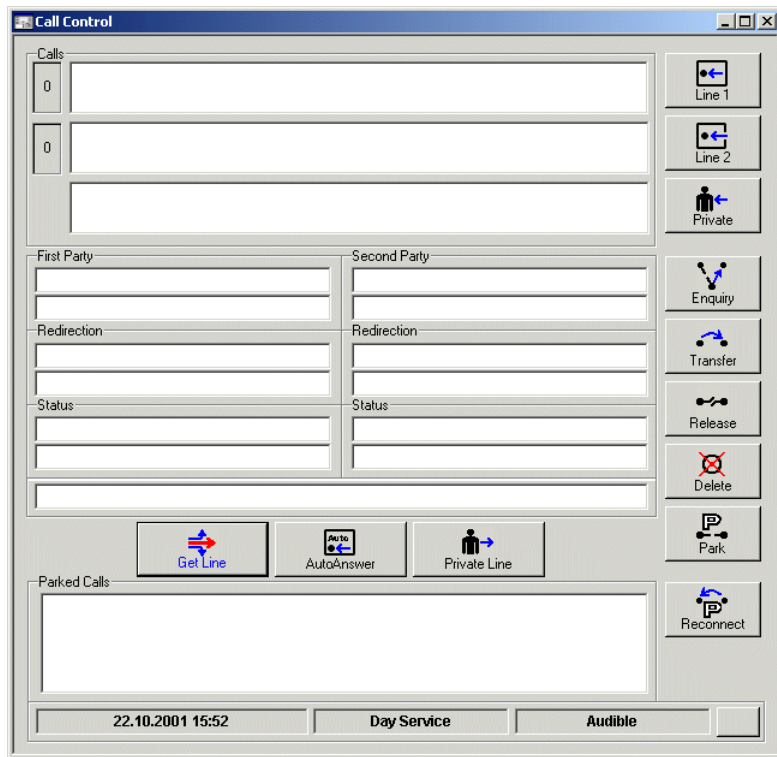 Call Control
Calls
0
Line 1
0
Line 2
Private
First Party
Second Party
Enquiry
Redirection
Redirection
Transfer
Status
Status
Release
Delete
Get Line
Auto
AutoAnswer
Private Line
P
Park
Parked Calls
P
Reconnect
22.10.2001 15:52
Day Service
Audible